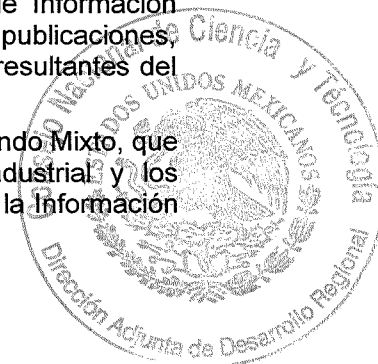 de Información
publicaciones,
resultantes del
ndo Mixto, que
dustrial y los
la Información
Consejo Nacional de Ciencia y Tecnología
ESTADOS UNIDOS MEXICANOS
Dirección Adjunta de Desarrollo Regional